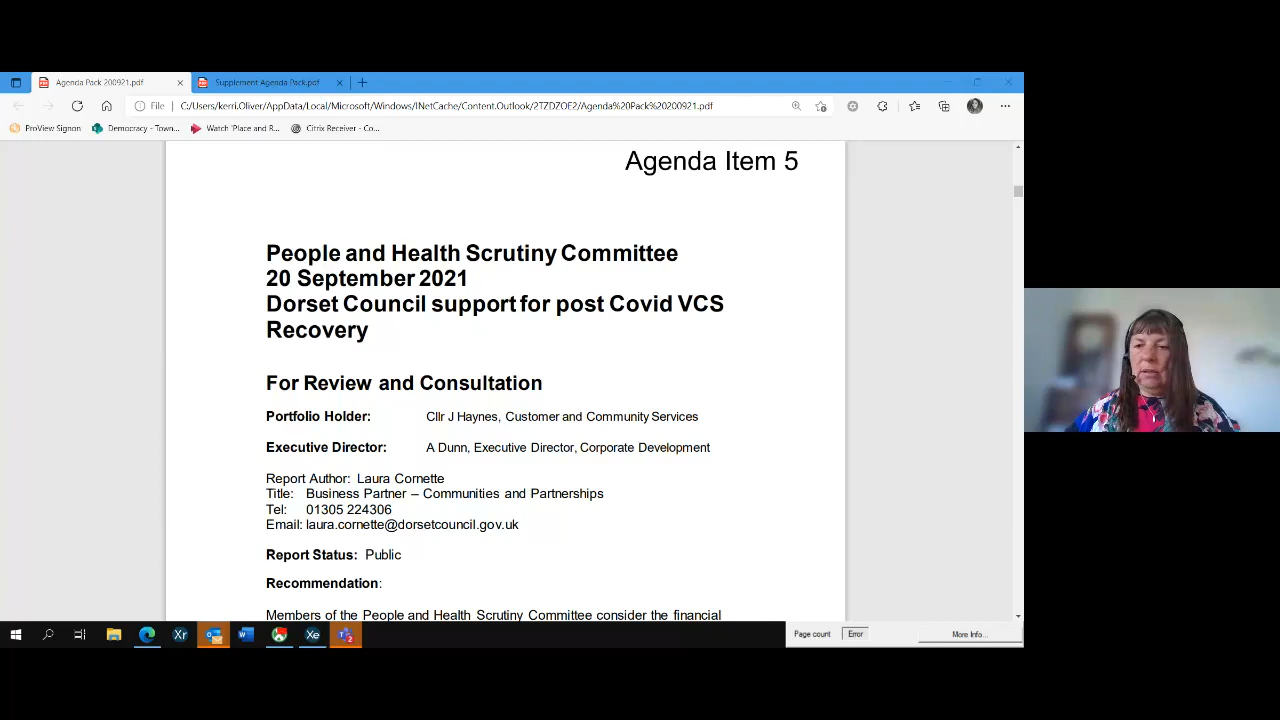 Agenda Pack 200921.pdf
Supplement Agenda Pack.pdf
File
C:/Users/kerri.Oliver/AppData/Local/Microsoft/Windows/INetCache/Content.Outlook/2TZDZOE2/Agenda%20Pack%20200921.pdf
ProView Signon
Democracy - Town...
Watch 'Place and R...
Citrix Receiver - Co...
Agenda Item 5
People and Health Scrutiny Committee
20 September 2021
Dorset Council support for post Covid VCS
Recovery
For Review and Consultation
Portfolio Holder: Cllr J Haynes, Customer and Community Services
Executive Director: A Dunn, Executive Director, Corporate Development
Report Author: Laura Cornette
Title: Business Partner – Communities and Partnerships
Tel: 01305 224306
Email: laura.cornette@dorsetcouncil.gov.uk
Report Status: Public
Recommendation:
Members of the People and Health Scrutiny Committee consider the financial
Xr
W
Xe
2
Page count
Error
More Info...